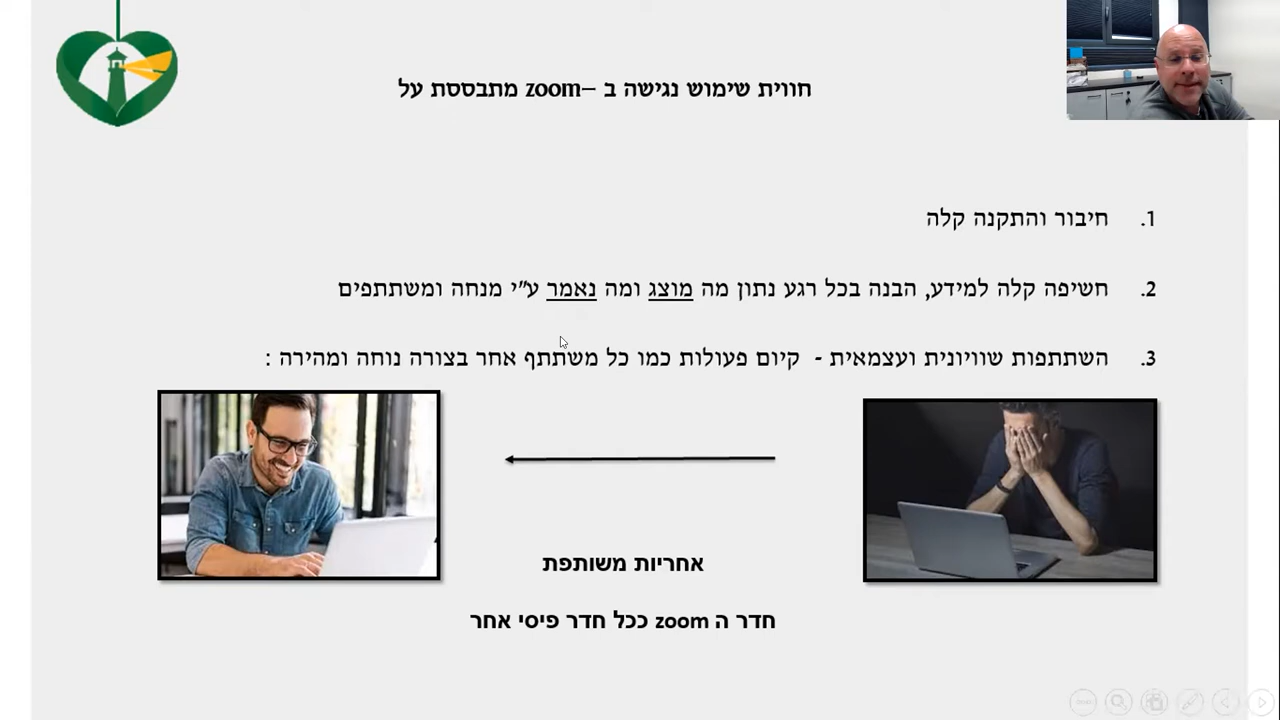 חווית שימוש נגישה ב –zoom מתבססת על
1. חיבור והתקנה קלה
2. חשיפה קלה למידע, הבנה בכל רגע נתון מה מוצג ומה נאמר ע"י מנחה ומשתתפים
3. השתתפות שוויונית ועצמאית - קיום פעולות כמו כל משתתף אחר בצורה נוחה ומהירה :
אחריות משותפת
חדר ה zoom ככל חדר פיסי אחר